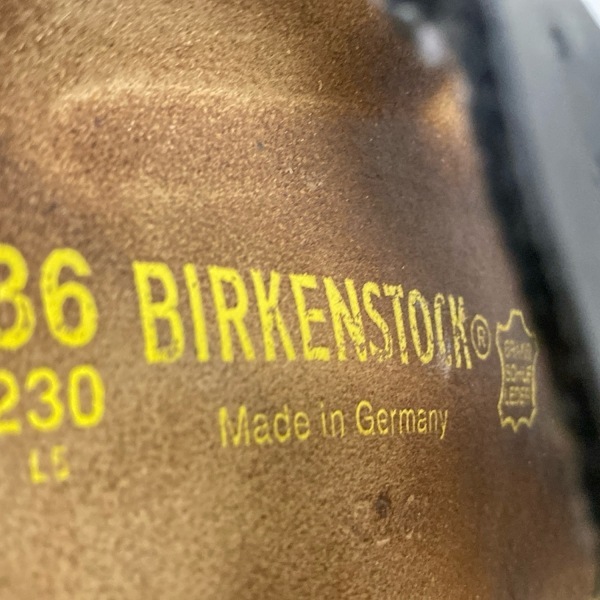 36
BIRKENSTOCK®
230
Made in Germany
L5